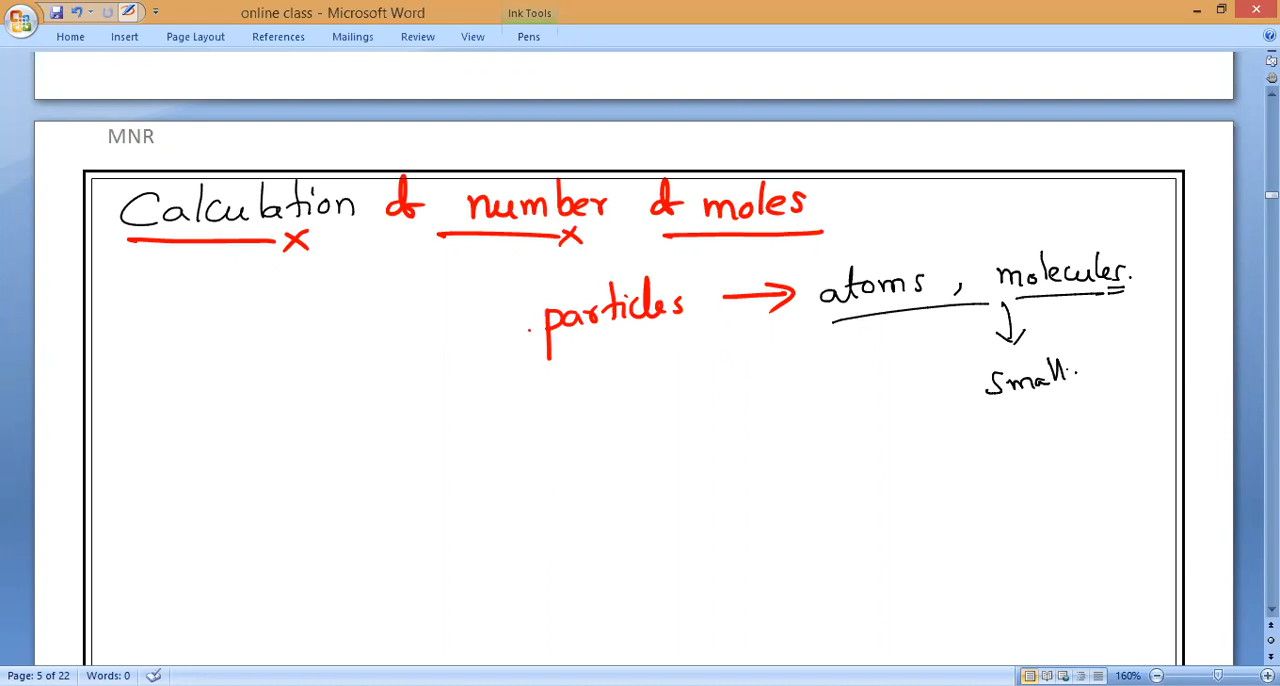 online class - Microsoft Word
Ink Tools
Home Insert Page Layout References Mailings Review View Pens
MNR
Calculation of number of moles
particles → atoms , molecules.
small.
Page: 5 of 22 Words: 0 160%